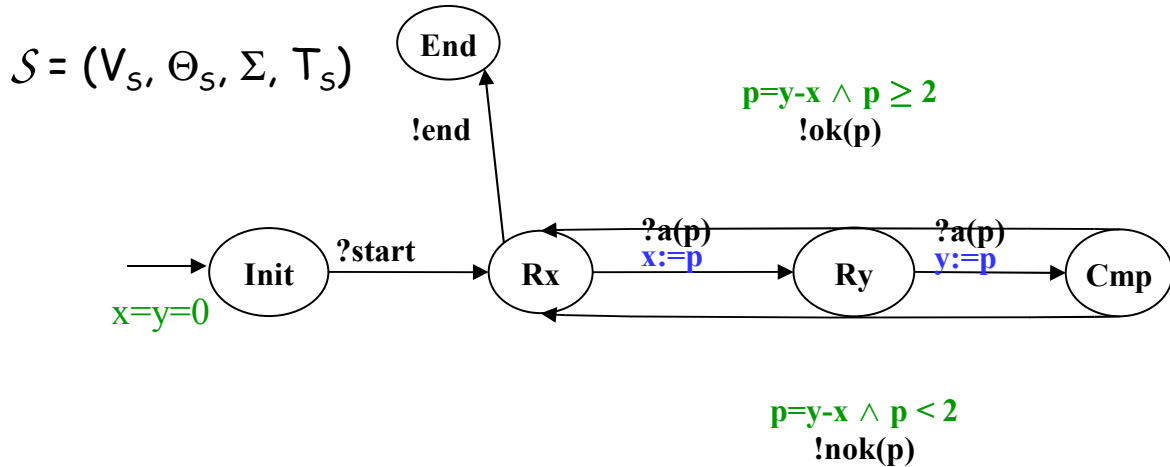 𝒮 = (V_S, Θ_S, Σ, T_S)
End
p=y-x ∧ p ≥ 2
!ok(p)
!end
?start
?a(p)
x:=p
?a(p)
y:=p
Init
Rx
Ry
Cmp
x=y=0
p=y-x ∧ p < 2
!nok(p)